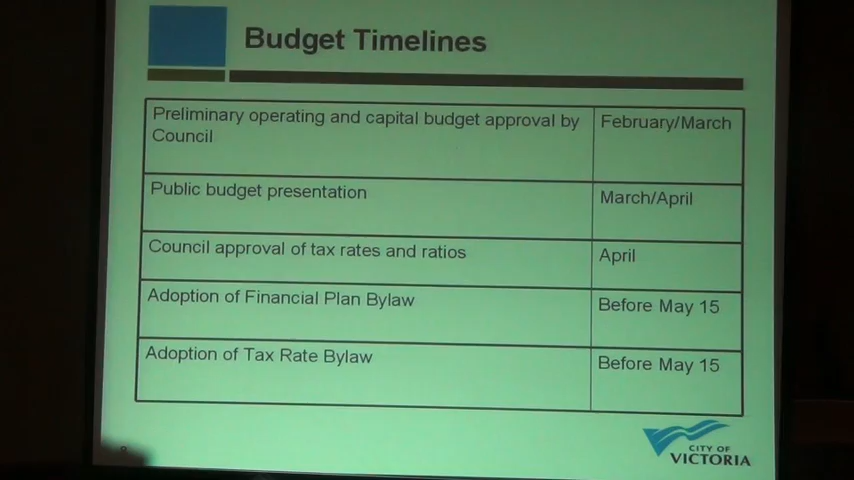 Budget Timelines
Preliminary operating and capital budget approval by
Council
February/March
Public budget presentation
March/April
Council approval of tax rates and ratios
April
Adoption of Financial Plan Bylaw
Before May 15
Adoption of Tax Rate Bylaw
Before May 15
CITY OF
VICTORIA